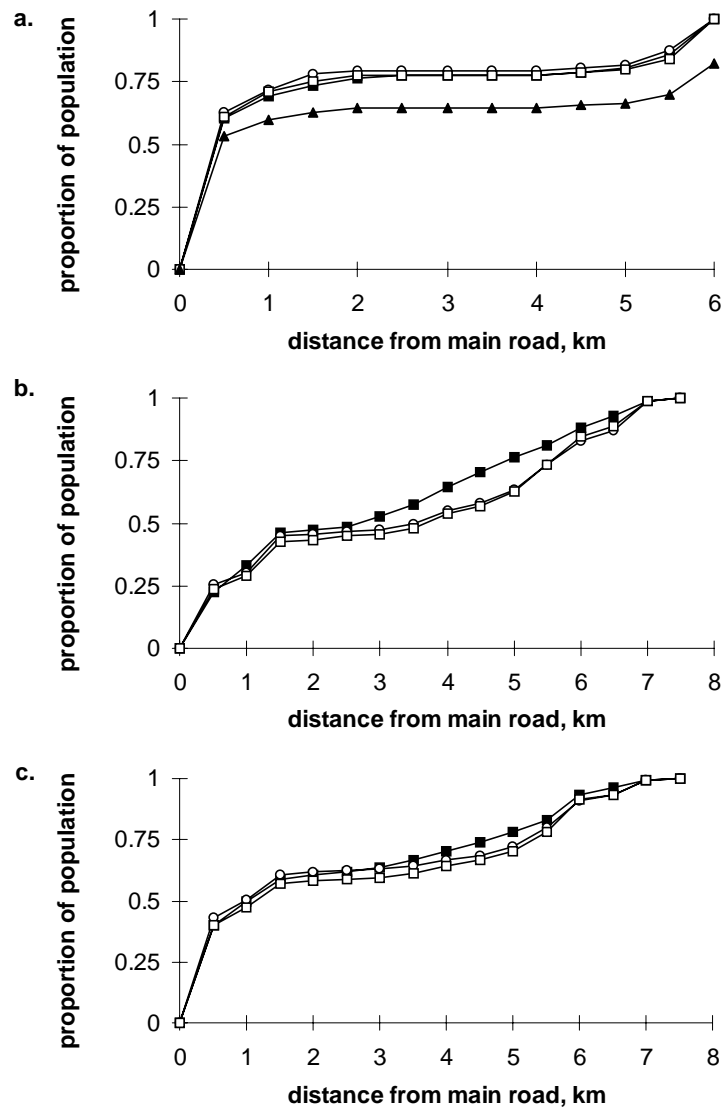 a.
proportion of population
1
0.75
0.5
0.25
0
0 1 2 3 4 5 6
distance from main road, km
b.
proportion of population
1
0.75
0.5
0.25
0
0 1 2 3 4 5 6 7 8
distance from main road, km
c.
proportion of population
1
0.75
0.5
0.25
0
0 1 2 3 4 5 6 7 8
distance from main road, km